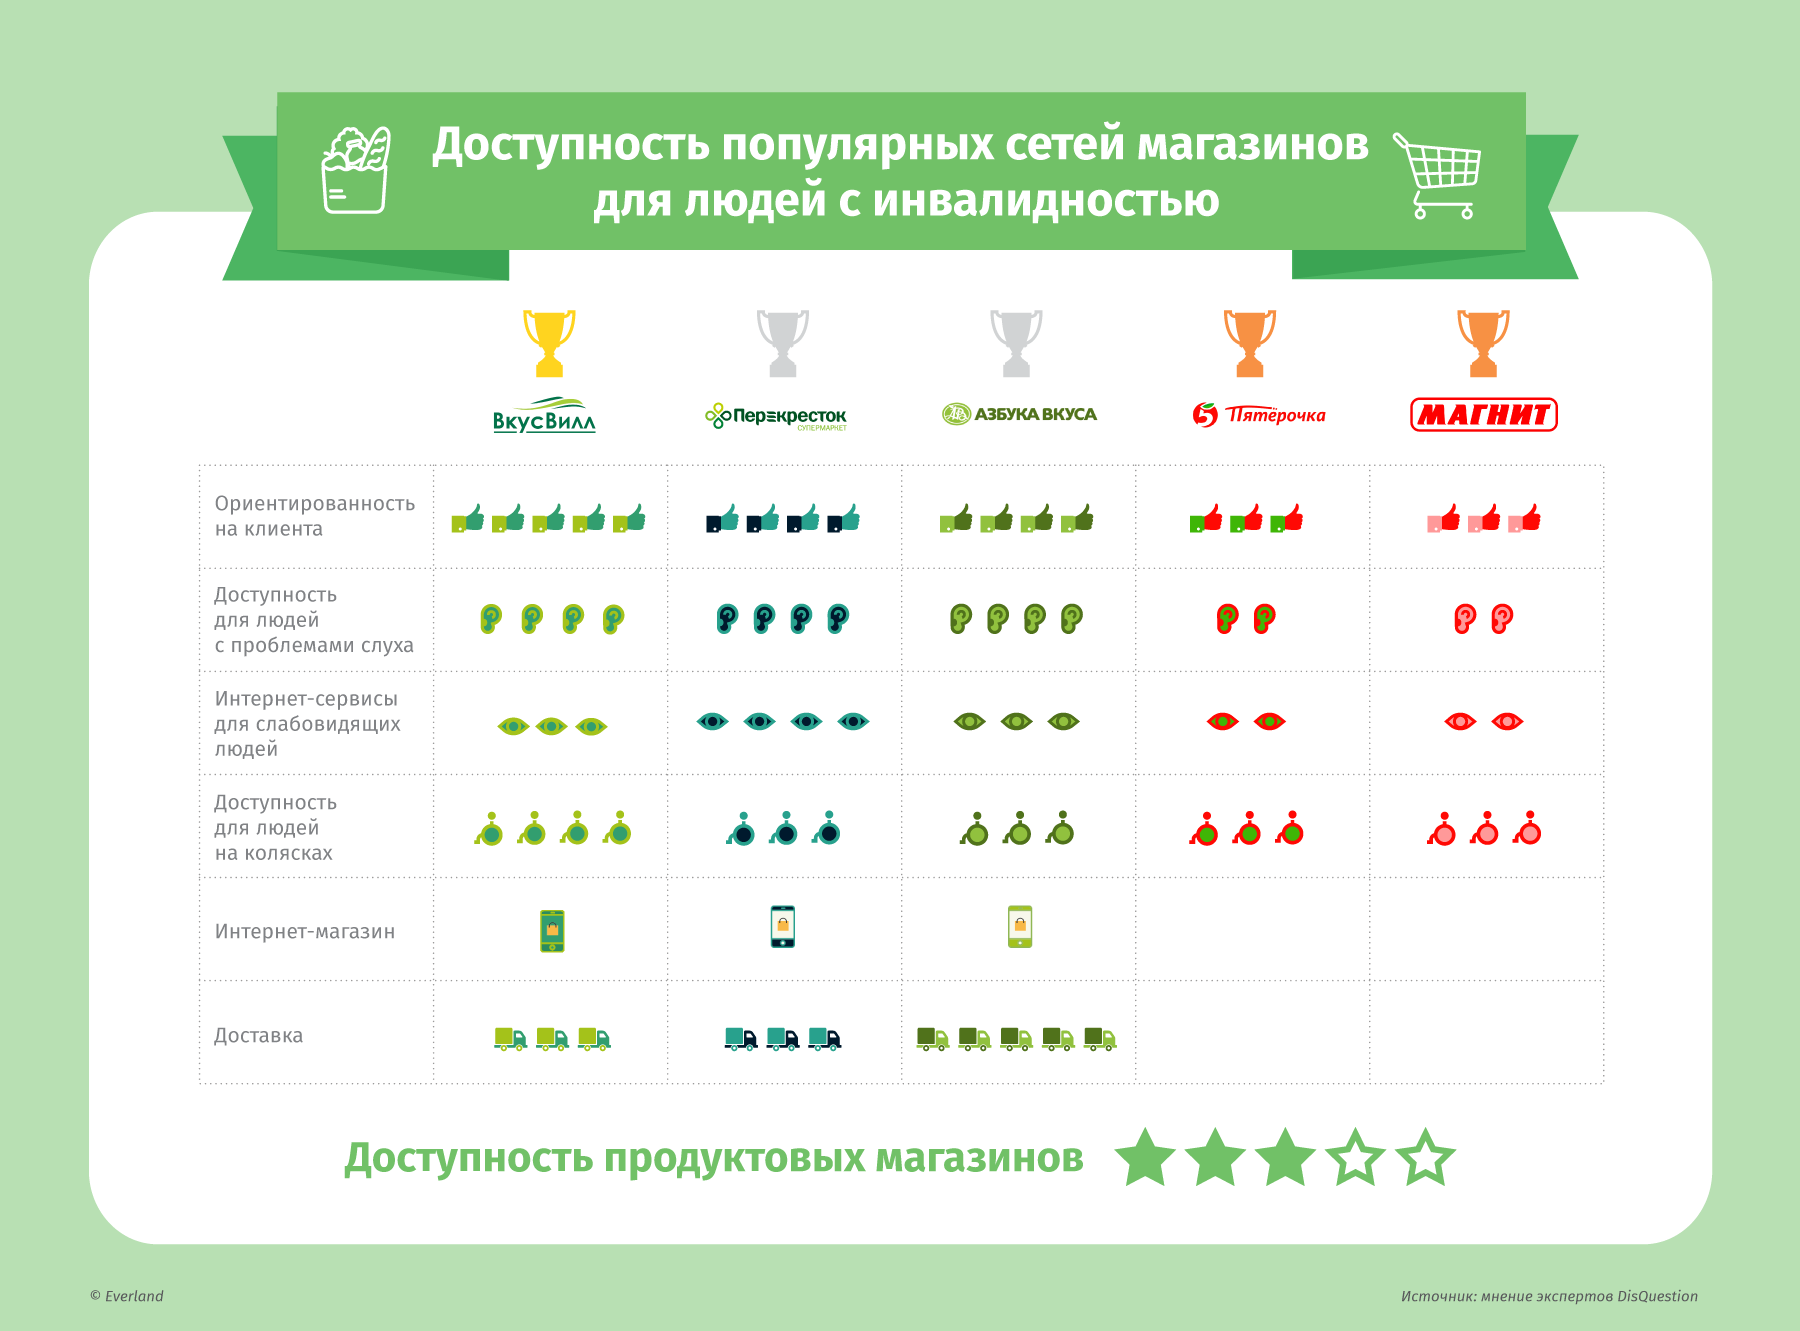 Доступность популярных сетей магазинов
для людей с инвалидностью
ВкусВилл
Перекресток
СУПЕРМАРКЕТ
АЗБУКА ВКУСА
5
Пятёрочка
МАГНИТ
Ориентированность
на клиента
Доступность
для людей
с проблемами слуха
Интернет-сервисы
для слабовидящих
людей
Доступность
для людей
на колясках
Интернет-магазин
Доставка
Доступность продуктовых магазинов
© Everland
Источник: мнение экспертов DisQuestion